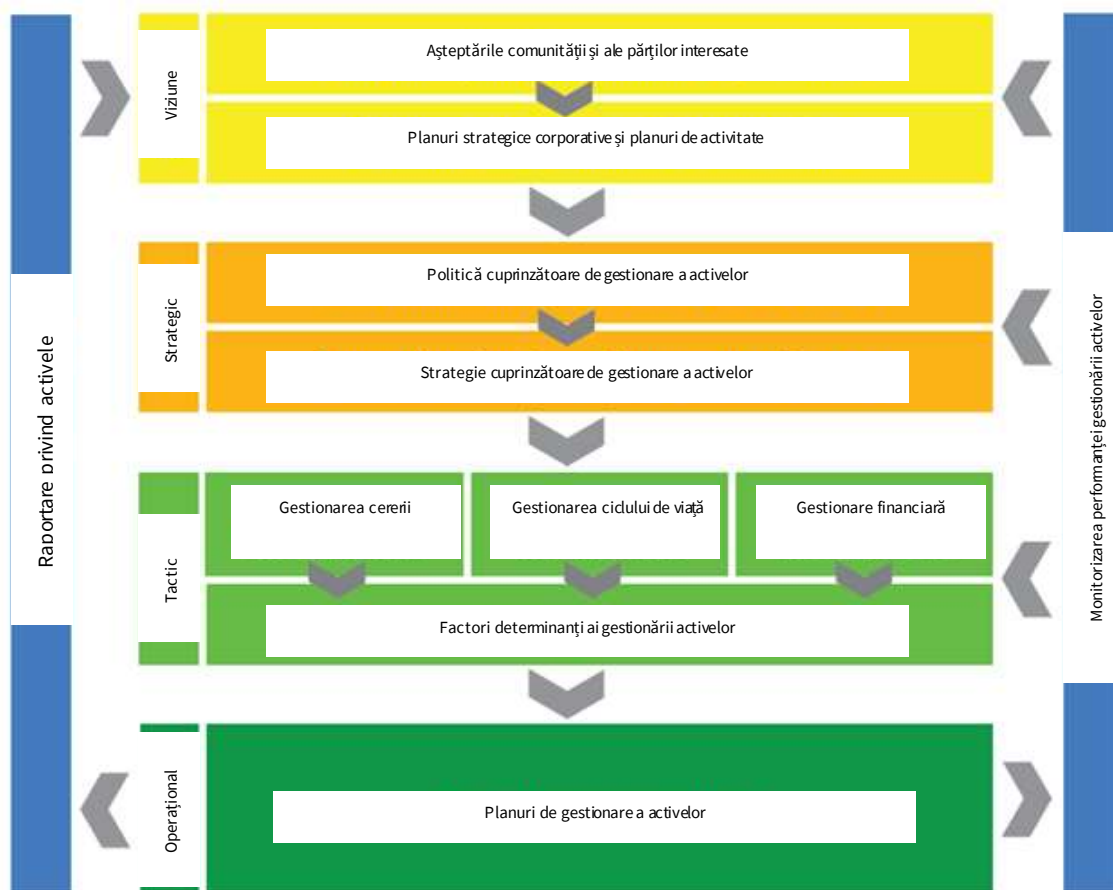 Raportare privind activele
Viziune
Așteptările comunității și ale părților interesate
Planuri strategice corporative și planuri de activitate
Strategic
Politică cuprinzătoare de gestionare a activelor
Strategie cuprinzătoare de gestionare a activelor
Tactic
Gestionarea cererii
Gestionarea ciclului de viață
Gestionare financiară
Factori determinanți ai gestionării activelor
Operațional
Planuri de gestionare a activelor
Monitorizarea performanței gestionării activelor